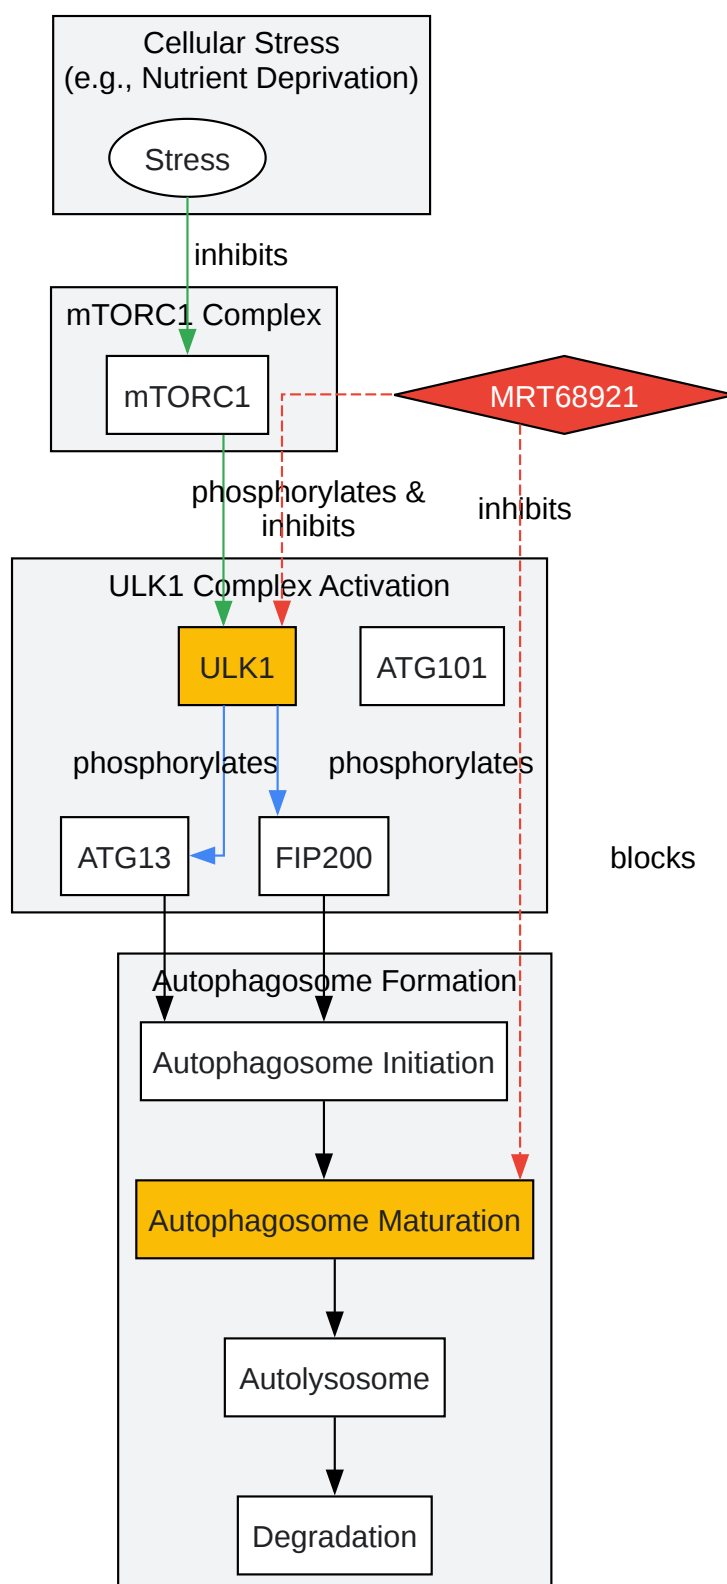 Cellular Stress
(e.g., Nutrient Deprivation)
Stress
inhibits
mTORC1 Complex
mTORC1
MRT68921
phosphorylates &
inhibits
inhibits
ULK1 Complex Activation
ULK1
ATG101
phosphorylates
phosphorylates
ATG13
FIP200
blocks
Autophagosome Formation
Autophagosome Initiation
Autophagosome Maturation
Autolysosome
Degradation